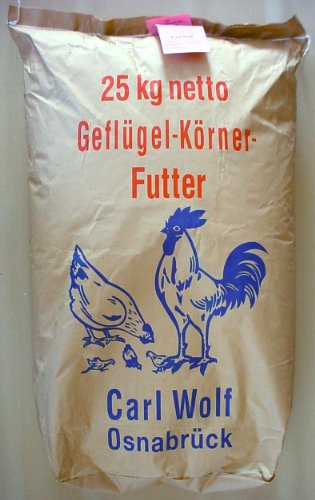 25 kg netto
Geflügel-Körner-
Futter
Carl Wolf
Osnabrück